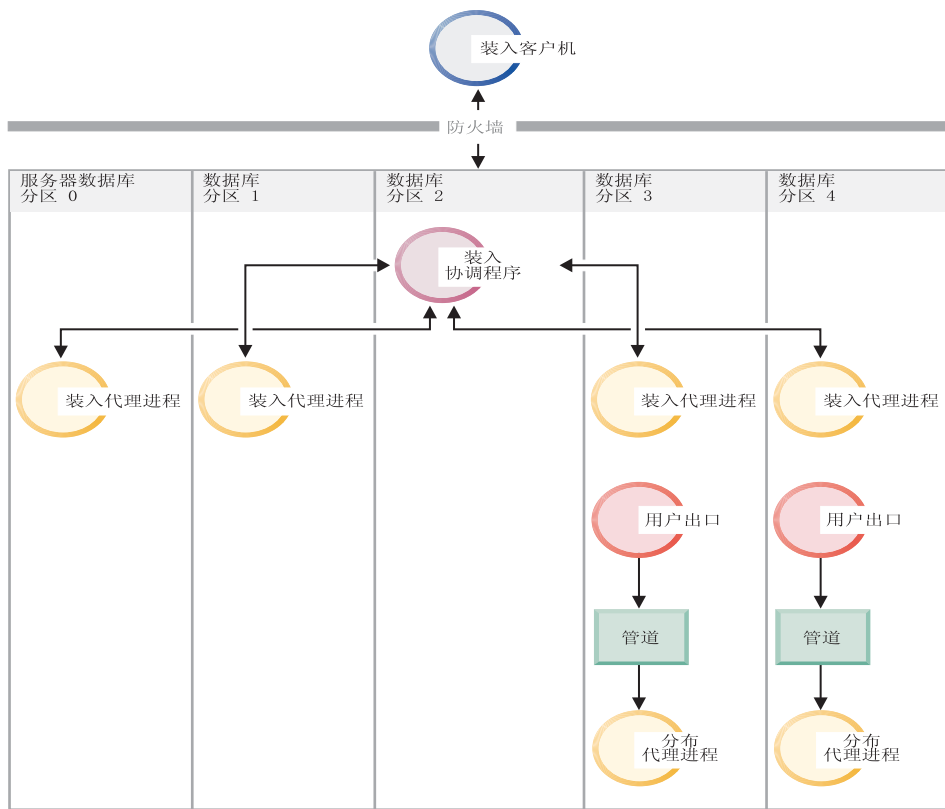 装入客户机
防火墙
服务器数据库
分区 0
数据库
分区 1
数据库
分区 2
数据库
分区 3
数据库
分区 4
装入
协调程序
装入代理进程
装入代理进程
装入代理进程
装入代理进程
用户出口
用户出口
管道
管道
分布
代理进程
分布
代理进程